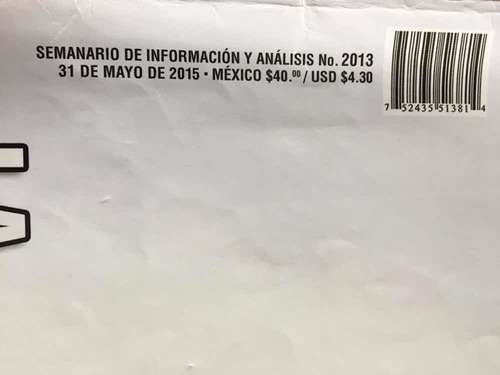 SEMANARIO DE INFORMACIÓN Y ANÁLISIS No. 2013
31 DE MAYO DE 2015 • MÉXICO $40.00 / USD $4.30
7 52435 51381 4